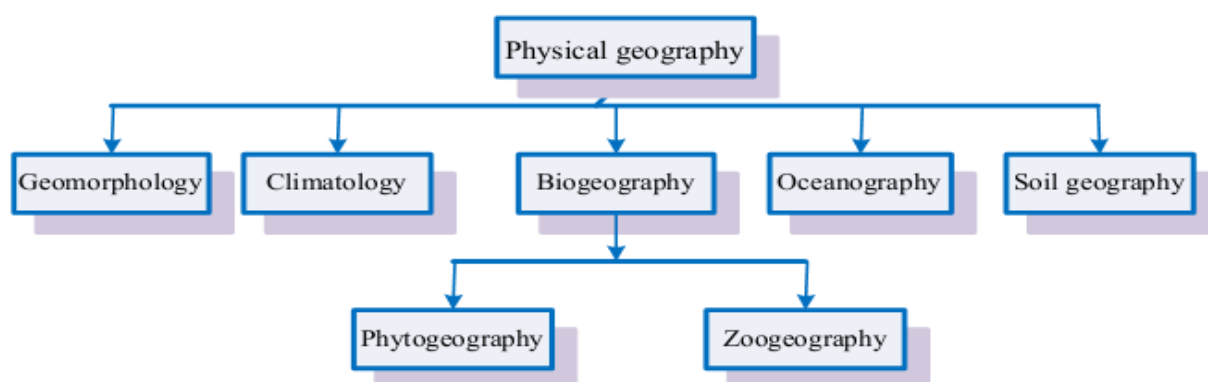 Physical geography
Geomorphology
Climatology
Biogeography
Oceanography
Soil geography
Phytogeography
Zoogeography